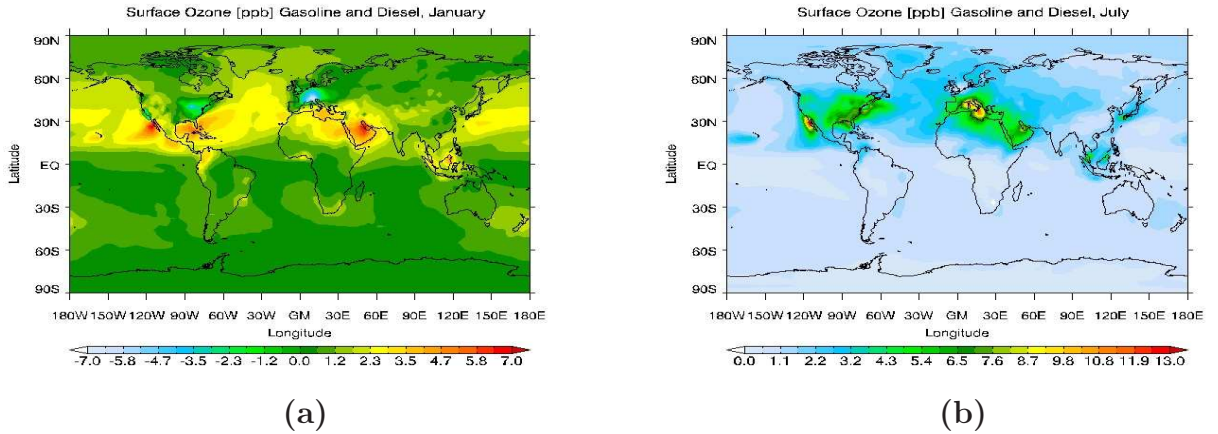 Surface Ozone [ppb] Gasoline and Diesel, January
90N
60N
30N
EQ
30S
60S
90S
Latitude
180W 150W 120W 90W 60W 30W GM 30E 60E 90E 120E 150E 180E
Longitude
-7.0 -5.8 -4.7 -3.5 -2.3 -1.2 0.0 1.2 2.3 3.5 4.7 5.8 7.0
(a)
Surface Ozone [ppb] Gasoline and Diesel, July
90N
60N
30N
EQ
30S
60S
90S
Latitude
180W 150W 120W 90W 60W 30W GM 30E 60E 90E 120E 150E 180E
Longitude
0.0 1.1 2.2 3.2 4.3 5.4 6.5 7.6 8.7 9.8 10.8 11.9 13.0
(b)